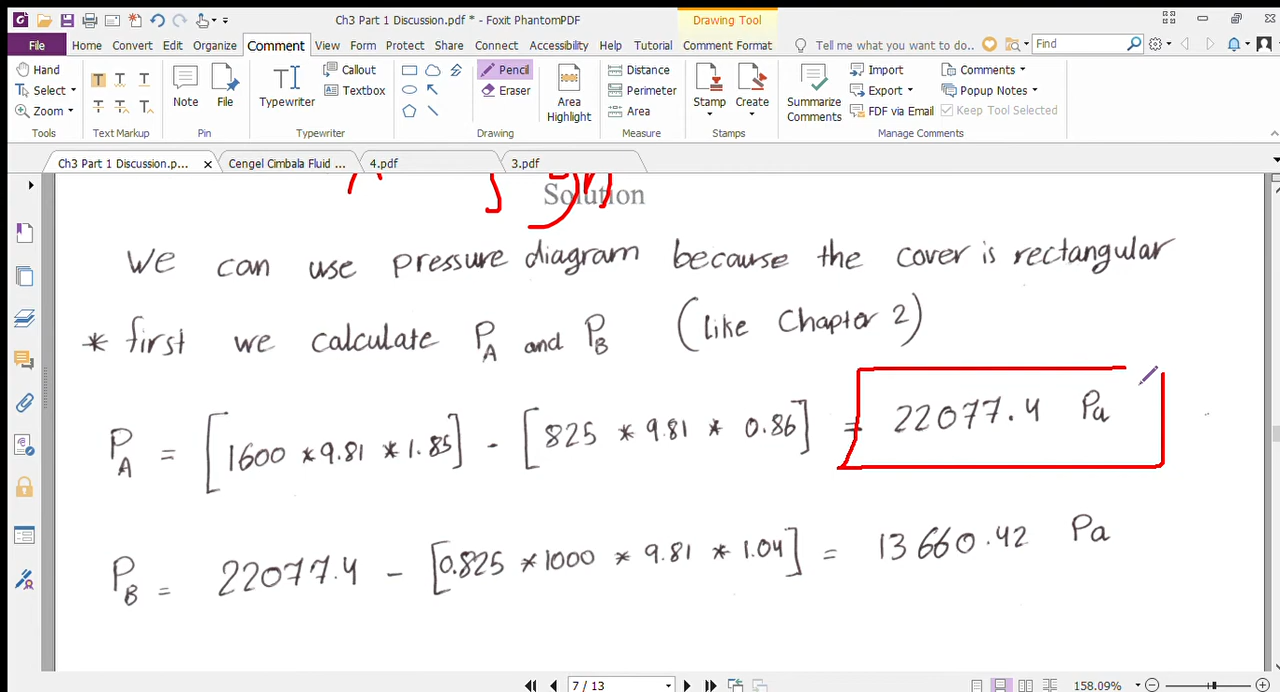 Ch3 Part 1 Discussion.pdf * - Foxit PhantomPDF
Drawing Tool
File Home Convert Edit Organize Comment View Form Protect Share Connect Accessibility Help Tutorial Comment Format Tell me what you want to do.. Find
Hand
Select
Zoom
Tools
Text Markup
Note
File
Pin
Typewriter
Callout
Textbox
Typewriter
Pencil
Eraser
Drawing
Area Highlight
Distance
Perimeter
Area
Measure
Stamp
Create
Stamps
Summarize Comments
Import
Export
FDF via Email
Comments
Popup Notes
Keep Tool Selected
Manage Comments
Ch3 Part 1 Discussion.p... × Cengel Cimbala Fluid ... 4.pdf 3.pdf
Solution
We can use pressure diagram because the cover is rectangular
* first we calculate P_A and P_B (like Chapter 2)
P_A = [1600 * 9.81 * 1.85] - [825 * 9.81 * 0.86] = 22077.4 Pa
P_B = 22077.4 - [0.825 * 1000 * 9.81 * 1.04] = 13660.42 Pa
7 / 13
158.09%